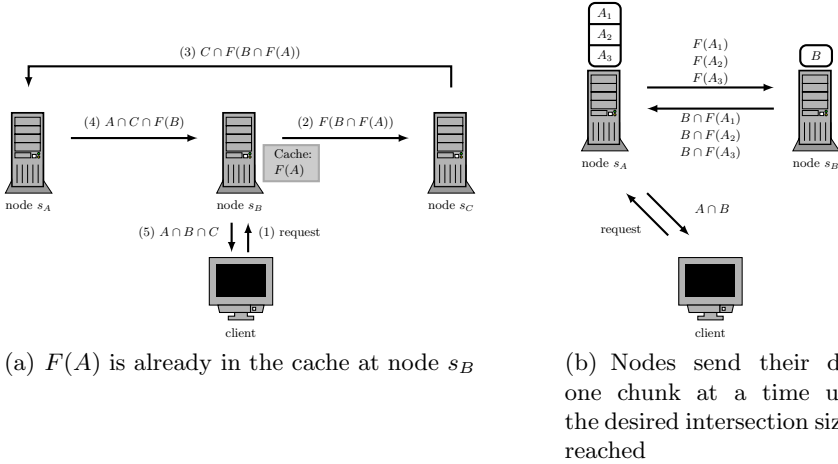 (3) C ∩ F(B ∩ F(A))
(4) A ∩ C ∩ F(B)
(2) F(B ∩ F(A))
Cache:
F(A)
node s_A
node s_B
node s_C
(5) A ∩ B ∩ C
(1) request
client
(a) F(A) is already in the cache at node s_B
A_1
A_2
A_3
F(A_1)
F(A_2)
F(A_3)
B
B ∩ F(A_1)
B ∩ F(A_2)
B ∩ F(A_3)
node s_A
node s_B
request
A ∩ B
client
(b) Nodes send their
one chunk at a time
the desired intersection
reached